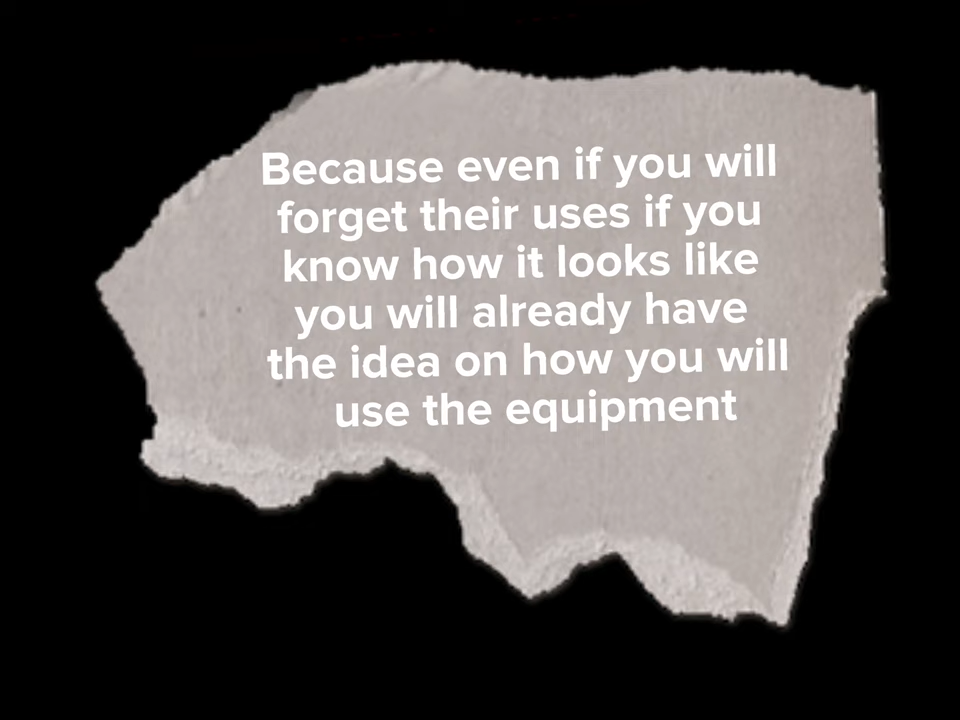 Because even if you will
forget their uses if you
know how it looks like
you will already have
the idea on how you will
use the equipment